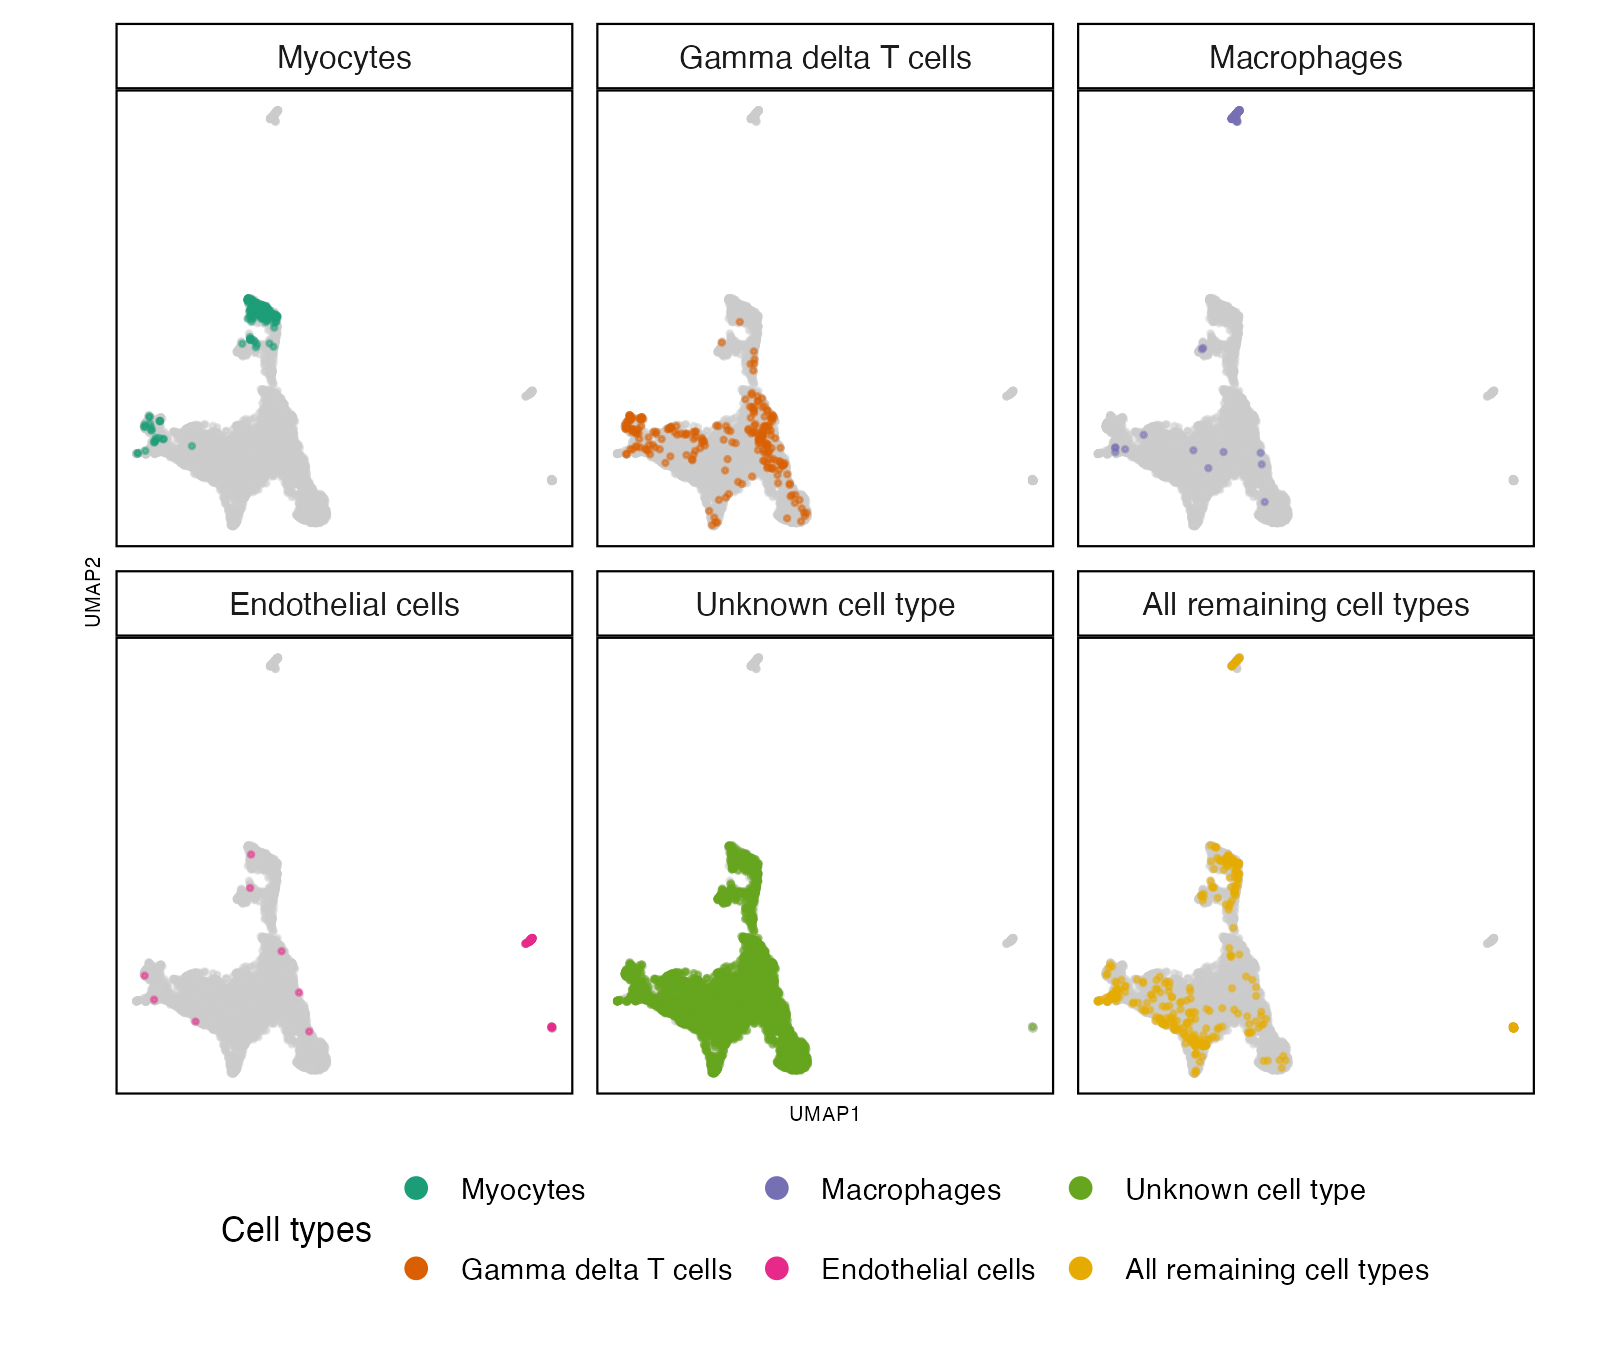 Myocytes
Gamma delta T cells
Macrophages
UMAP2
Endothelial cells
Unknown cell type
All remaining cell types
UMAP1
Cell types
Myocytes
Macrophages
Unknown cell type
Gamma delta T cells
Endothelial cells
All remaining cell types